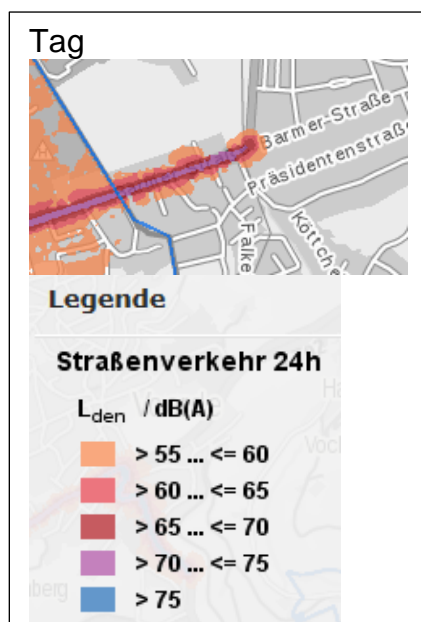 Tag
Barmer-Straße
Präsidentenstraße
Köttche
Falke
Legende
Straßenverkehr 24h
Lden / dB(A)
> 55 ... <= 60
> 60 ... <= 65
> 65 ... <= 70
> 70 ... <= 75
> 75